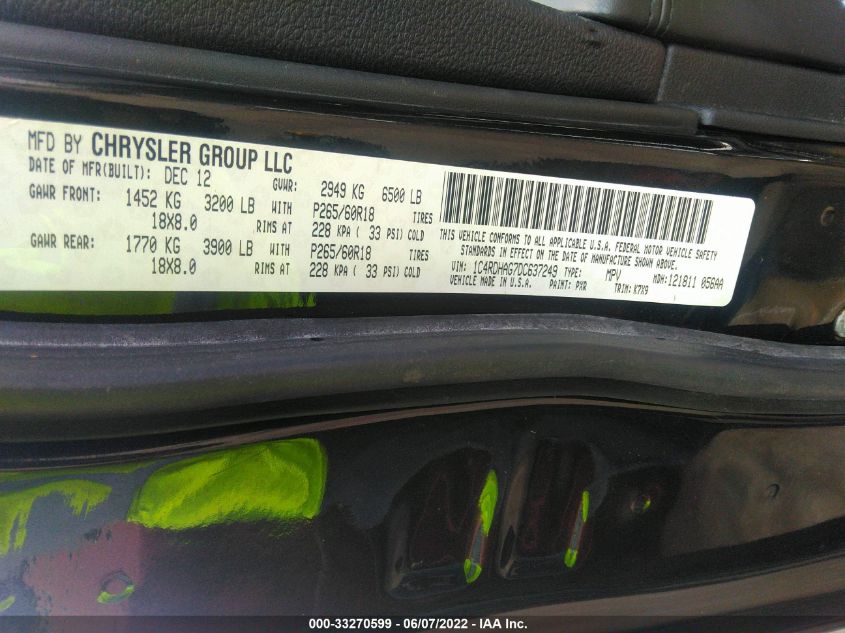 MFD BY CHRYSLER GROUP LLC
DATE OF MFR(BUILT): DEC 12 GVWR: 2949 KG 6500 LB
GAWR FRONT: 1452 KG 3200 LB WITH P265/60R18 TIRES
18X8.0 RIMS AT 228 KPA ( 33 PSI) COLD
GAWR REAR: 1770 KG 3900 LB WITH P265/60R18 TIRES
18X8.0 RIMS AT 228 KPA ( 33 PSI) COLD
THIS VEHICLE CONFORMS TO ALL APPLICABLE U.S.A. FEDERAL MOTOR VEHICLE SAFETY
STANDARDS IN EFFECT ON THE DATE OF MANUFACTURE SHOWN ABOVE.
VIN: 1C4RDHAG7DC637249 TYPE: MPV MDH:121811 056AA
VEHICLE MADE IN U.S.A. PAINT: PXR TRIM: K7X9
000-33270599 - 06/07/2022 - IAA Inc.